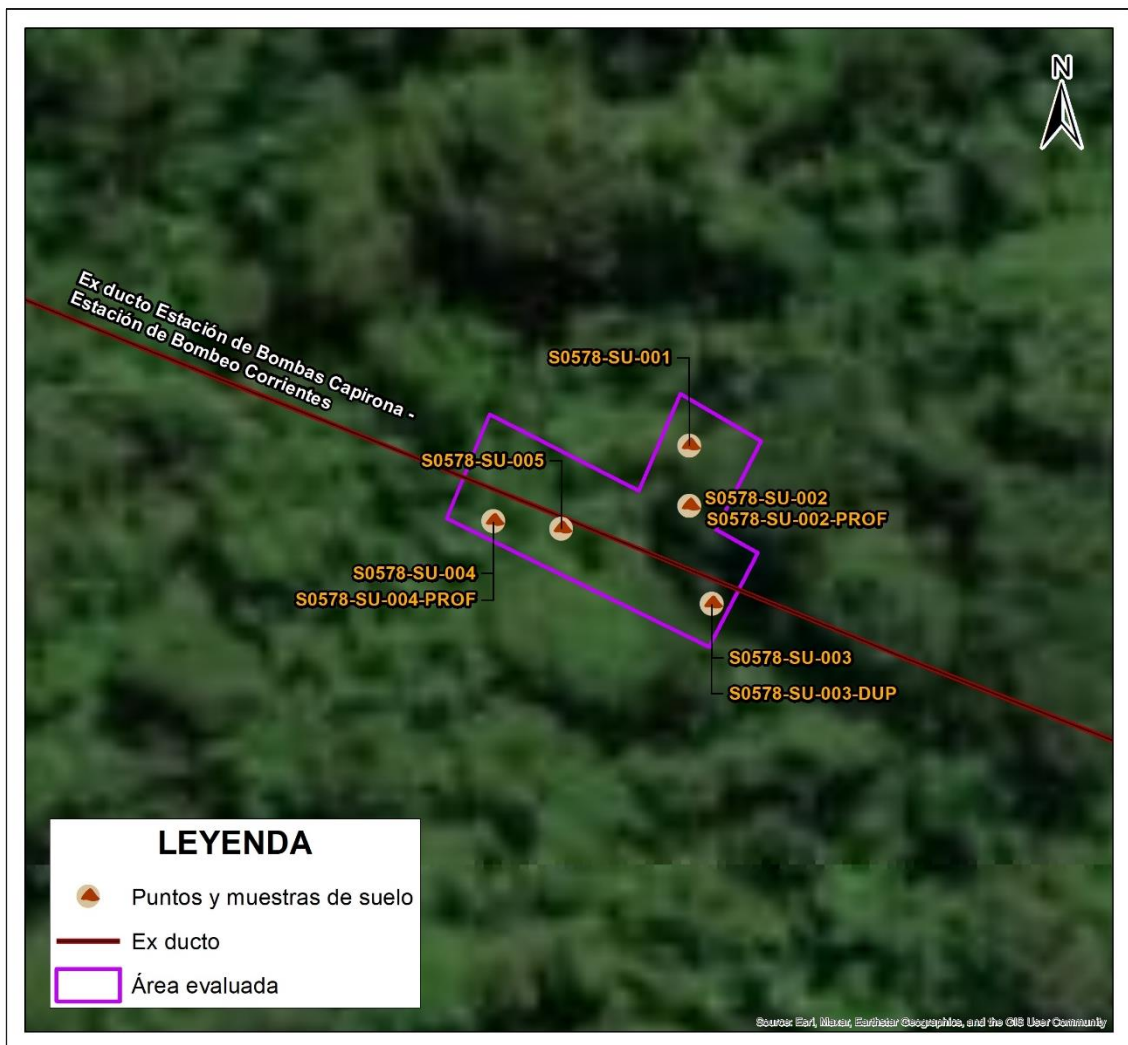 N
Ex ducto Estación de Bombas Capirona -
Estación de Bombeo Corrientes
S0578-SU-001
S0578-SU-005
S0578-SU-002
S0578-SU-002-PROF
S0578-SU-004
S0578-SU-004-PROF
S0578-SU-003
S0578-SU-003-DUP
LEYENDA
Puntos y muestras de suelo
Ex ducto
Área evaluada
Source: Esri, Maxar, Earthstar Geographics, and the GIS User Community